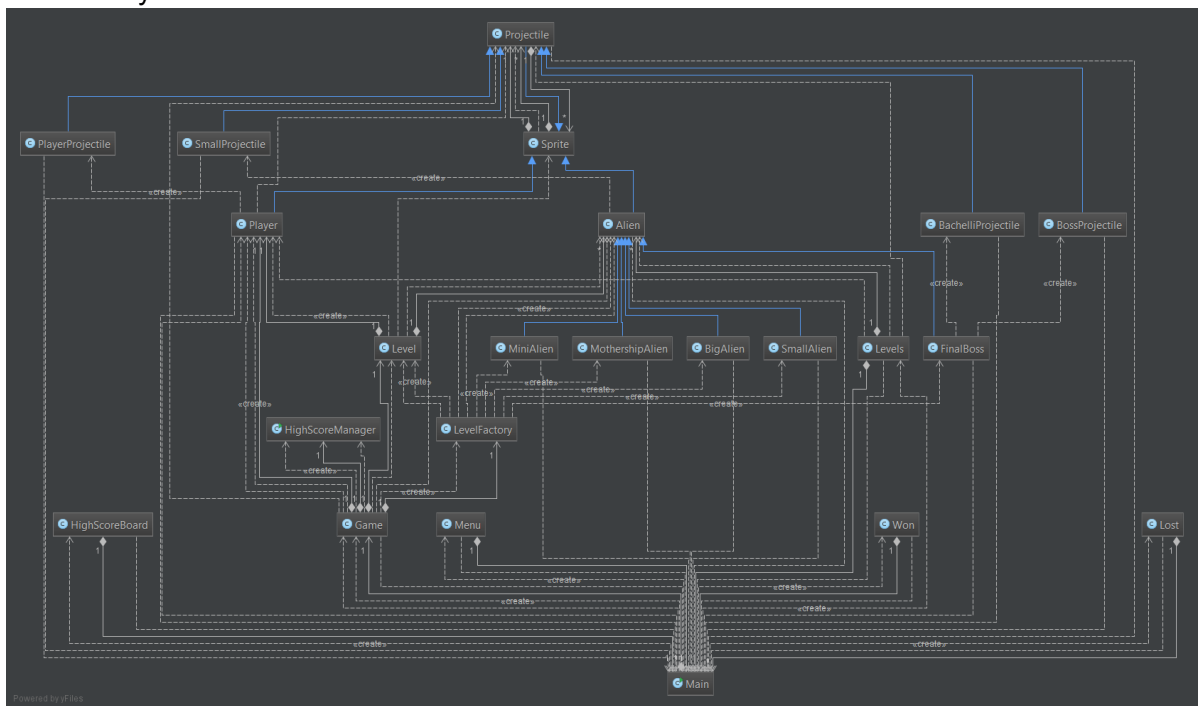 Projectile
PlayerProjectile
SmallProjectile
Sprite
«create»
«create»
Player
Alien
BachelliProjectile
BossProjectile
«create»
«create»
«create»
«create»
Level
MiniAlien
MothershipAlien
BigAlien
SmallAlien
Levels
FinalBoss
«create»
«create»
«create»
«create»
«create»
HighScoreManager
LevelFactory
«create»
«create»
HighScoreBoard
Game
Menu
Won
Lost
«create»
«create»
«create»
«create»
«create»
«create»
Main
Powered by yFiles